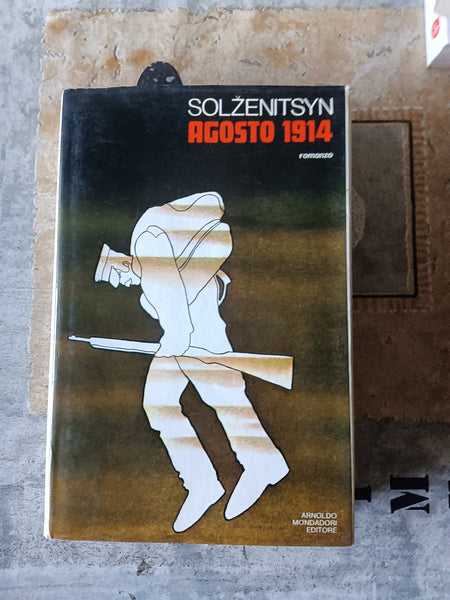 SOLŽENITSYN
AGOSTO 1914
romanzo
ARNOLDO
MONDADORI
EDITORE
M